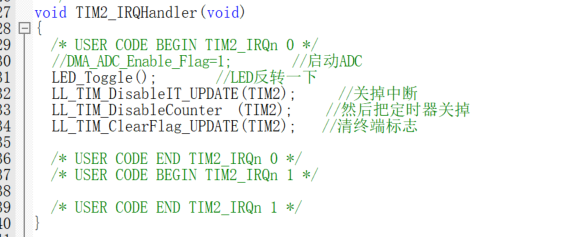 27 void TIM2_IRQHandler(void)
28 {
29 /* USER CODE BEGIN TIM2_IRQn 0 */
30 //DMA_ADC_Enable_Flag=1; //启动ADC
31 LED_Toggle(); //LED反转一下
32 LL_TIM_DisableIT_UPDATE(TIM2); //关掉中断
33 LL_TIM_DisableCounter (TIM2); //然后把定时器关掉
34 LL_TIM_ClearFlag_UPDATE(TIM2); //清终端标志
35
36 /* USER CODE END TIM2_IRQn 0 */
37 /* USER CODE BEGIN TIM2_IRQn 1 */
38
39 /* USER CODE END TIM2_IRQn 1 */
40 }